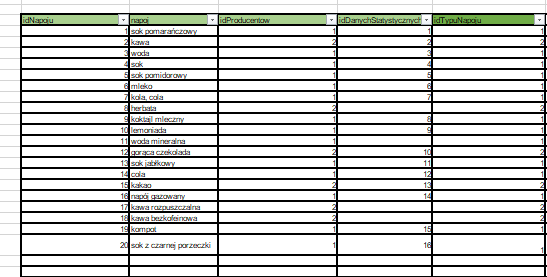 idNapoju napoj idProducentow idDanychStatystycznych idTypuNapoju
1 sok pomarańczowy 1 1 1
2 kawa 2 2 2
3 woda 1 3 1
4 sok 1 4 1
5 sok pomidorowy 1 5 1
6 mleko 1 6 1
7 kola, cola 1 7 1
8 herbata 2 2
9 koktajl mleczny 1 8 1
10 lemoniada 1 9 1
11 woda mineralna 1 1
12 gorąca czekolada 2 10 2
13 sok jabłkowy 1 11 1
14 cola 1 12 1
15 kakao 2 13 2
16 napój gazowany 1 14 1
17 kawa rozpuszczalna 2 2
18 kawa bezkofeinowa 2 2
19 kompot 1 15 1
20 sok z czarnej porzeczki 1 16 1